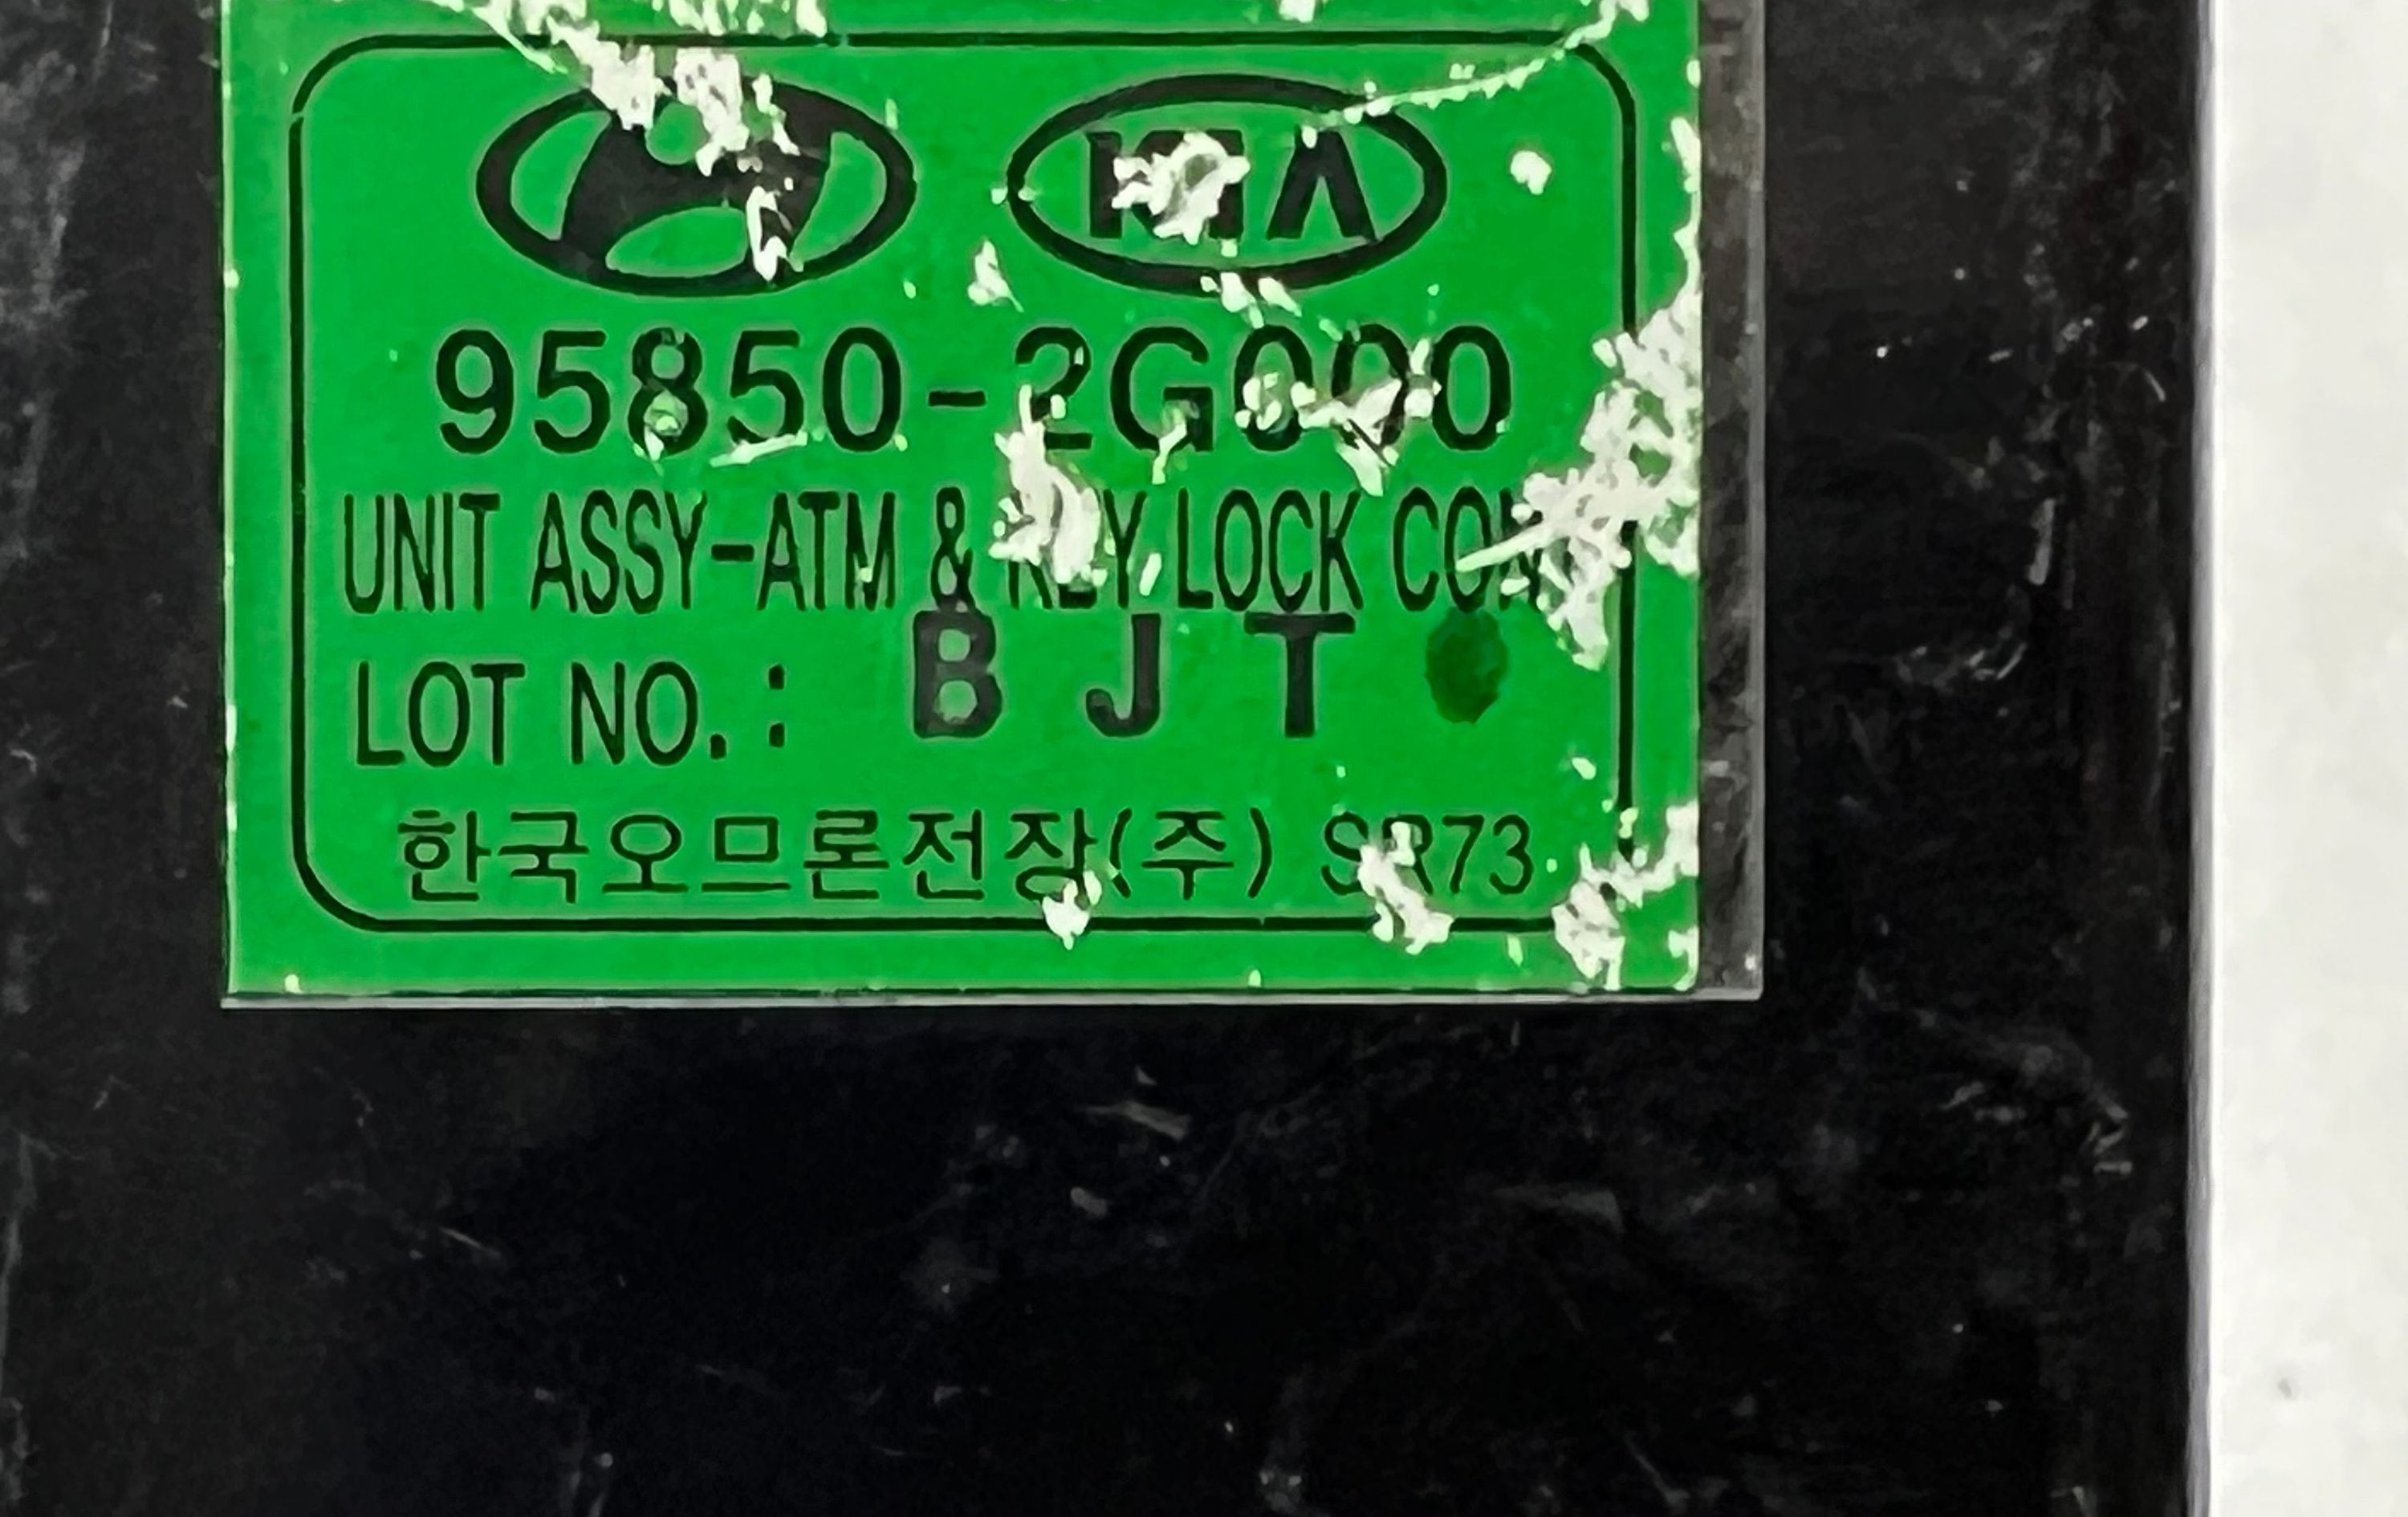 KIA
95850-2G000
UNIT ASSY-ATM & KEY LOCK CON
LOT NO.: B J T
한국오므론전장(주) SR73